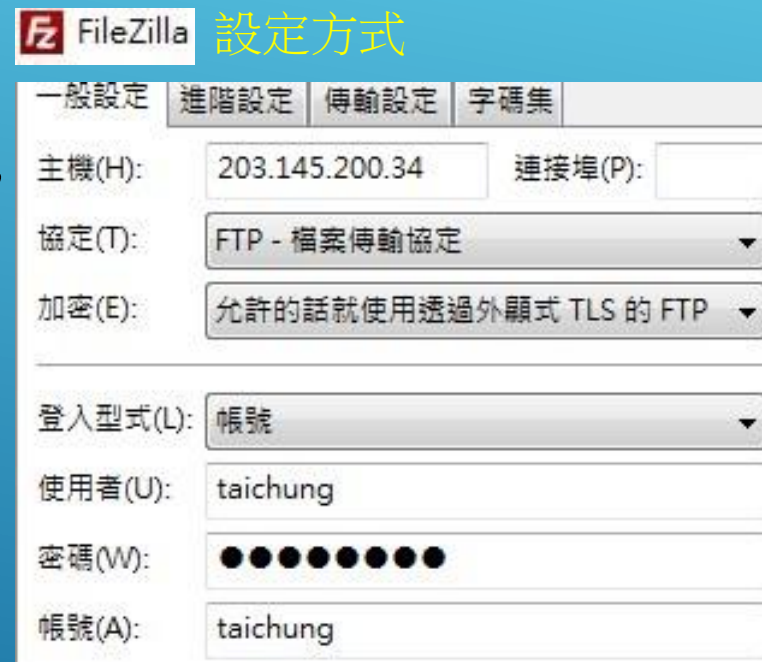 FileZilla 設定方式
一般設定 進階設定 傳輸設定 字碼集
主機(H): 203.145.200.34 連接埠(P):
協定(T): FTP - 檔案傳輸協定
加密(E): 允許的話就使用透過外顯式 TLS 的 FTP
登入型式(L): 帳號
使用者(U): taichung
密碼(W): ●●●●●●●●
帳號(A): taichung